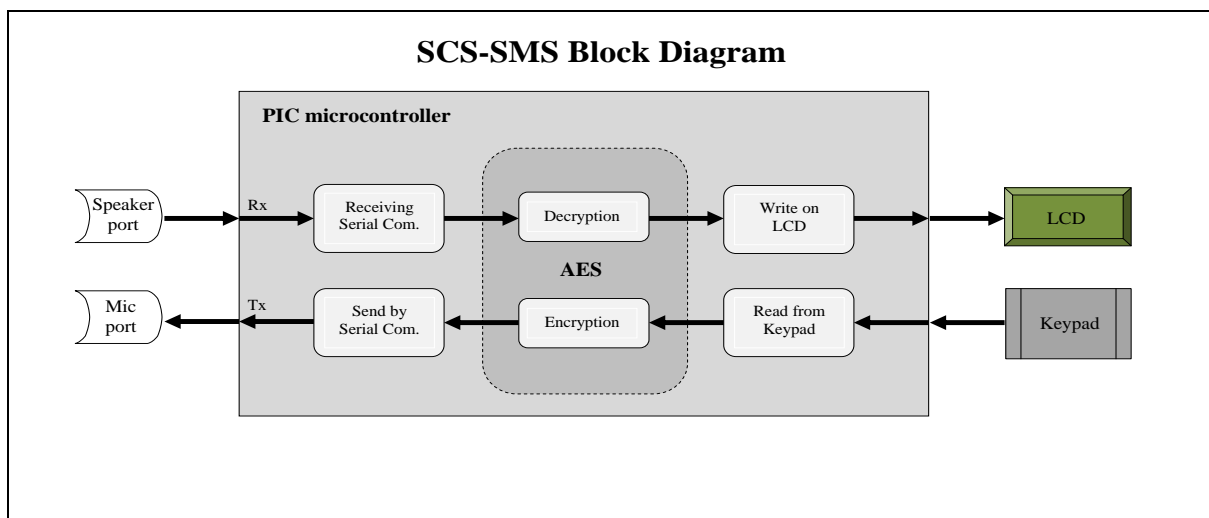 SCS-SMS Block Diagram
PIC microcontroller
Speaker
port
Rx
Receiving
Serial Com.
Decryption
Write on
LCD
LCD
AES
Mic
port
Tx
Send by
Serial Com.
Encryption
Read from
Keypad
Keypad